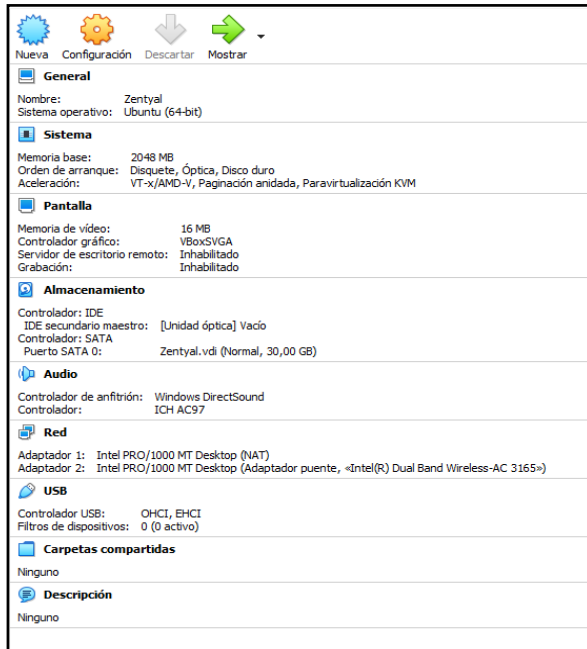 Nueva Configuración Descartar Mostrar
General
Nombre: Zentyal
Sistema operativo: Ubuntu (64-bit)
Sistema
Memoria base: 2048 MB
Orden de arranque: Disquete, Óptica, Disco duro
Aceleración: VT-x/AMD-V, Paginación anidada, Paravirtualización KVM
Pantalla
Memoria de vídeo: 16 MB
Controlador gráfico: VBoxSVGA
Servidor de escritorio remoto: Inhabilitado
Grabación: Inhabilitado
Almacenamiento
Controlador: IDE
IDE secundario maestro: [Unidad óptica] Vacío
Controlador: SATA
Puerto SATA 0: Zentyal.vdi (Normal, 30,00 GB)
Audio
Controlador de anfitrión: Windows DirectSound
Controlador: ICH AC97
Red
Adaptador 1: Intel PRO/1000 MT Desktop (NAT)
Adaptador 2: Intel PRO/1000 MT Desktop (Adaptador puente, «Intel(R) Dual Band Wireless-AC 3165»)
USB
Controlador USB: OHCI, EHCI
Filtros de dispositivos: 0 (0 activo)
Carpetas compartidas
Ninguno
Descripción
Ninguno